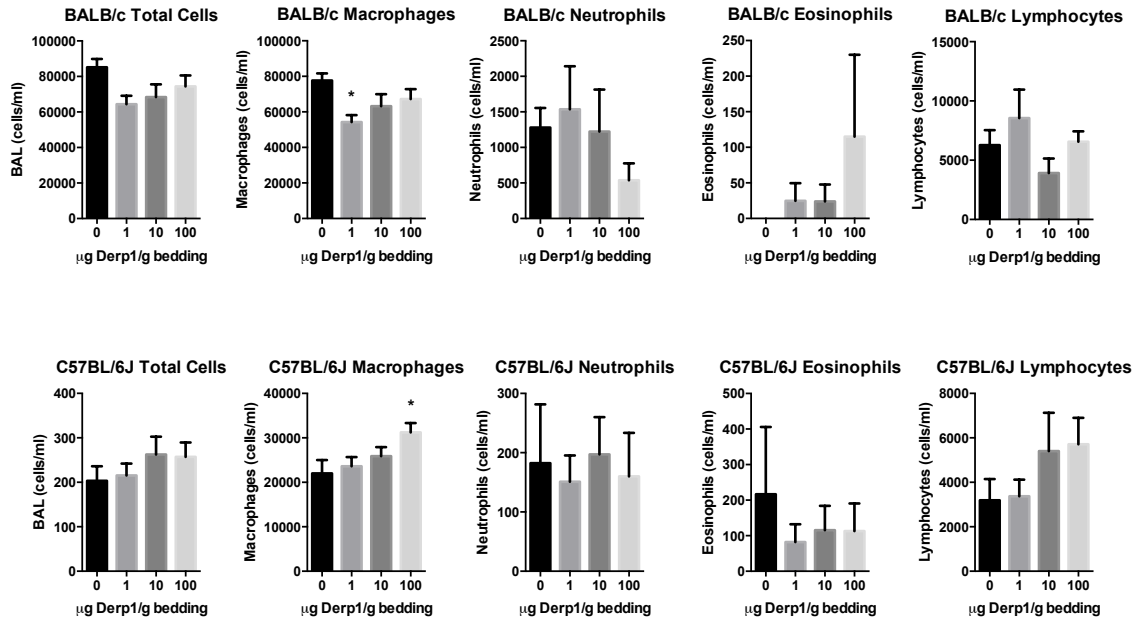 BALB/c Total Cells
BAL (cells/ml)
100000
80000
60000
40000
20000
0
0 1 10 100
μg Derp1/g bedding
BALB/c Macrophages
Macrophages (cells/ml)
100000
80000
60000
40000
20000
0
*
0 1 10 100
μg Derp1/g bedding
BALB/c Neutrophils
Neutrophils (cells/ml)
2500
2000
1500
1000
500
0
0 1 10 100
μg Derp1/g bedding
BALB/c Eosinophils
Eosinophils (cells/ml)
250
200
150
100
50
0
0 1 10 100
μg Derp1/g bedding
BALB/c Lymphocytes
Lymphocytes (cells/ml)
15000
10000
5000
0
0 1 10 100
μg Derp1/g bedding
C57BL/6J Total Cells
BAL (cells/ml)
400
300
200
100
0
0 1 10 100
μg Derp1/g bedding
C57BL/6J Macrophages
Macrophages (cells/ml)
40000
30000
20000
10000
0
*
0 1 10 100
μg Derp1/g bedding
C57BL/6J Neutrophils
Neutrophils (cells/ml)
300
200
100
0
0 1 10 100
μg Derp1/g bedding
C57BL/6J Eosinophils
Eosinophils (cells/ml)
500
400
300
200
100
0
0 1 10 100
μg Derp1/g bedding
C57BL/6J Lymphocytes
Lymphocytes (cells/ml)
8000
6000
4000
2000
0
0 1 10 100
μg Derp1/g bedding